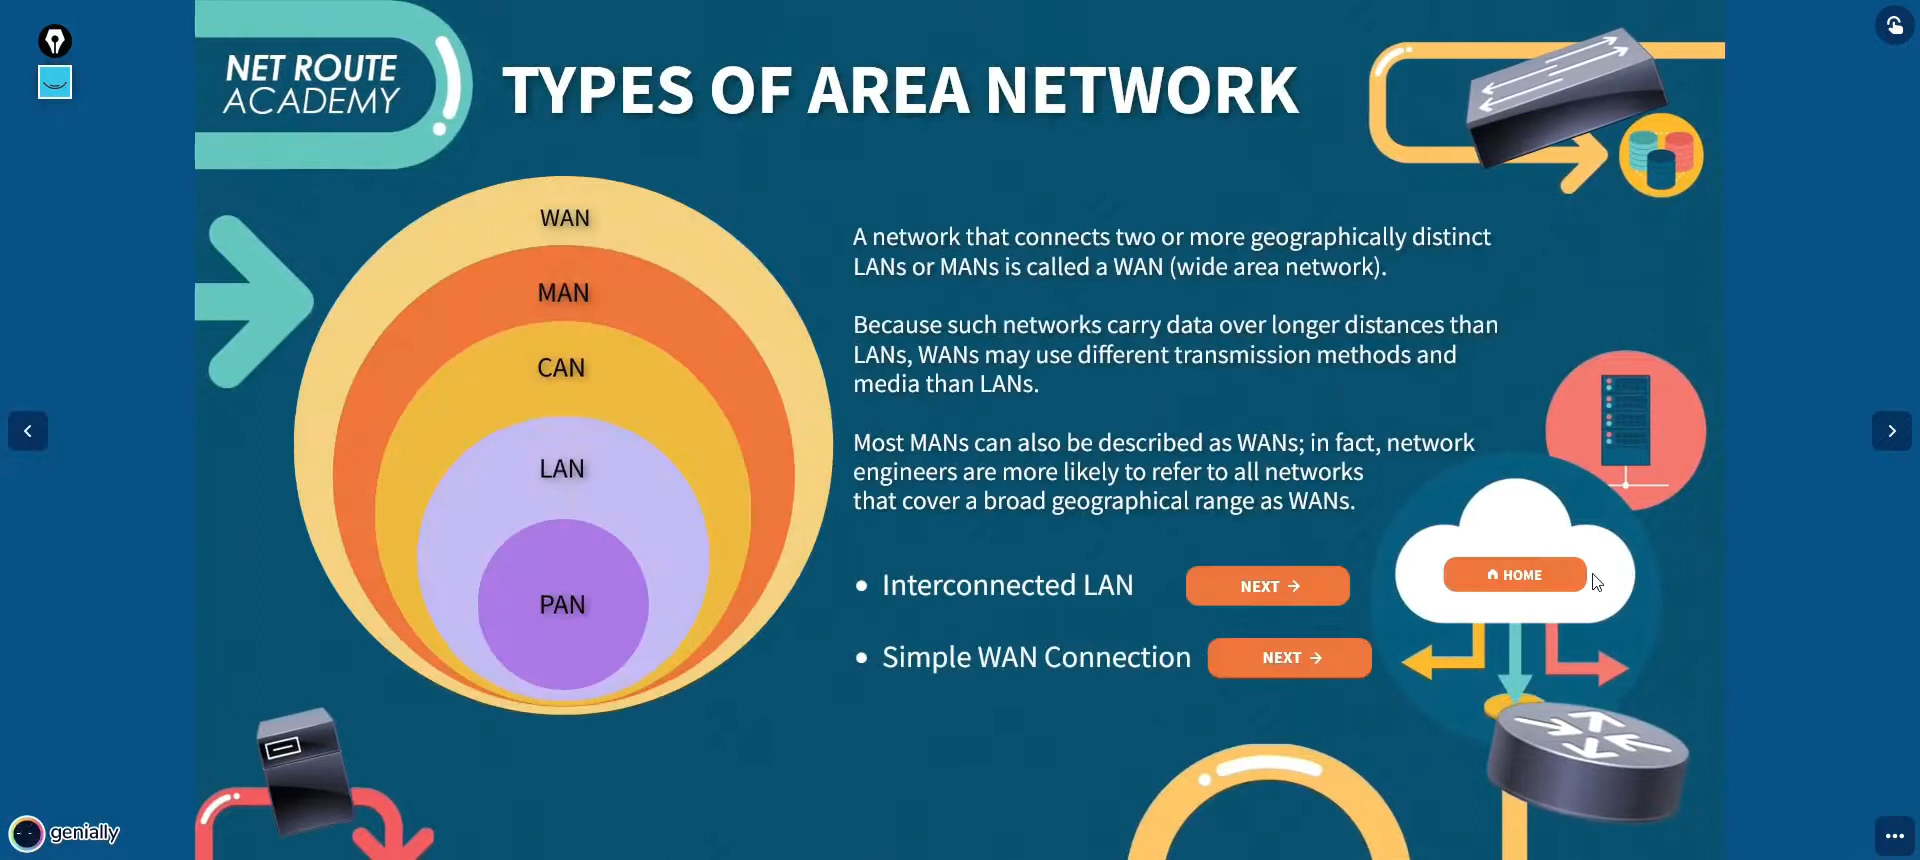 NET ROUTE
ACADEMY
TYPES OF AREA NETWORK
WAN
MAN
CAN
LAN
PAN
A network that connects two or more geographically distinct
LANs or MANs is called a WAN (wide area network).
Because such networks carry data over longer distances than
LANs, WANs may use different transmission methods and
media than LANs.
Most MANs can also be described as WANs; in fact, network
engineers are more likely to refer to all networks
that cover a broad geographical range as WANs.
• Interconnected LAN
NEXT →
• Simple WAN Connection
NEXT →
HOME
genially